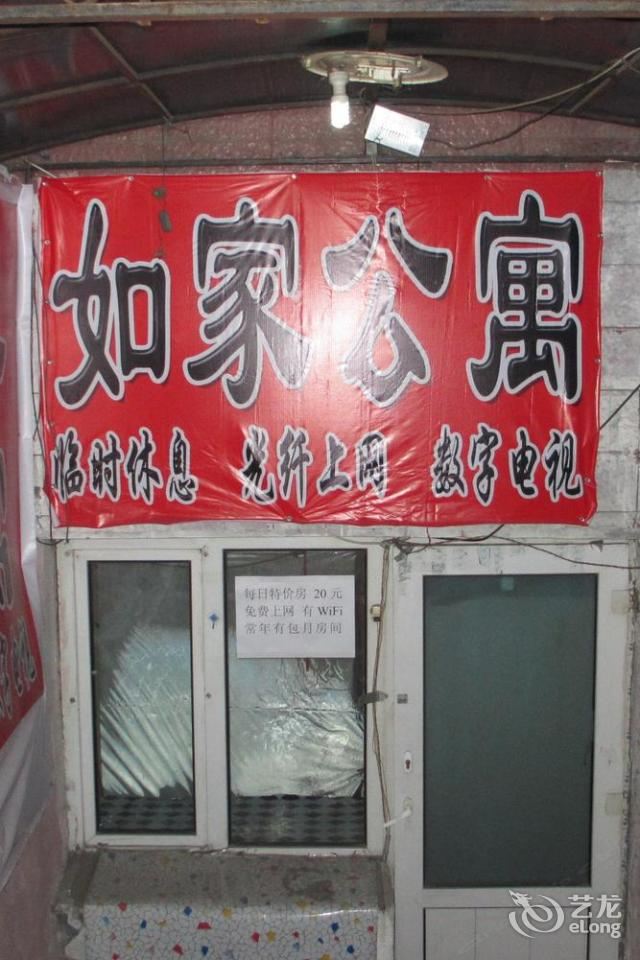 如家公寓
临时休息 光纤上网 数字电视
每日特价房 20元
免费上网 有WiFi
常年有包月房间
艺龙
eLong